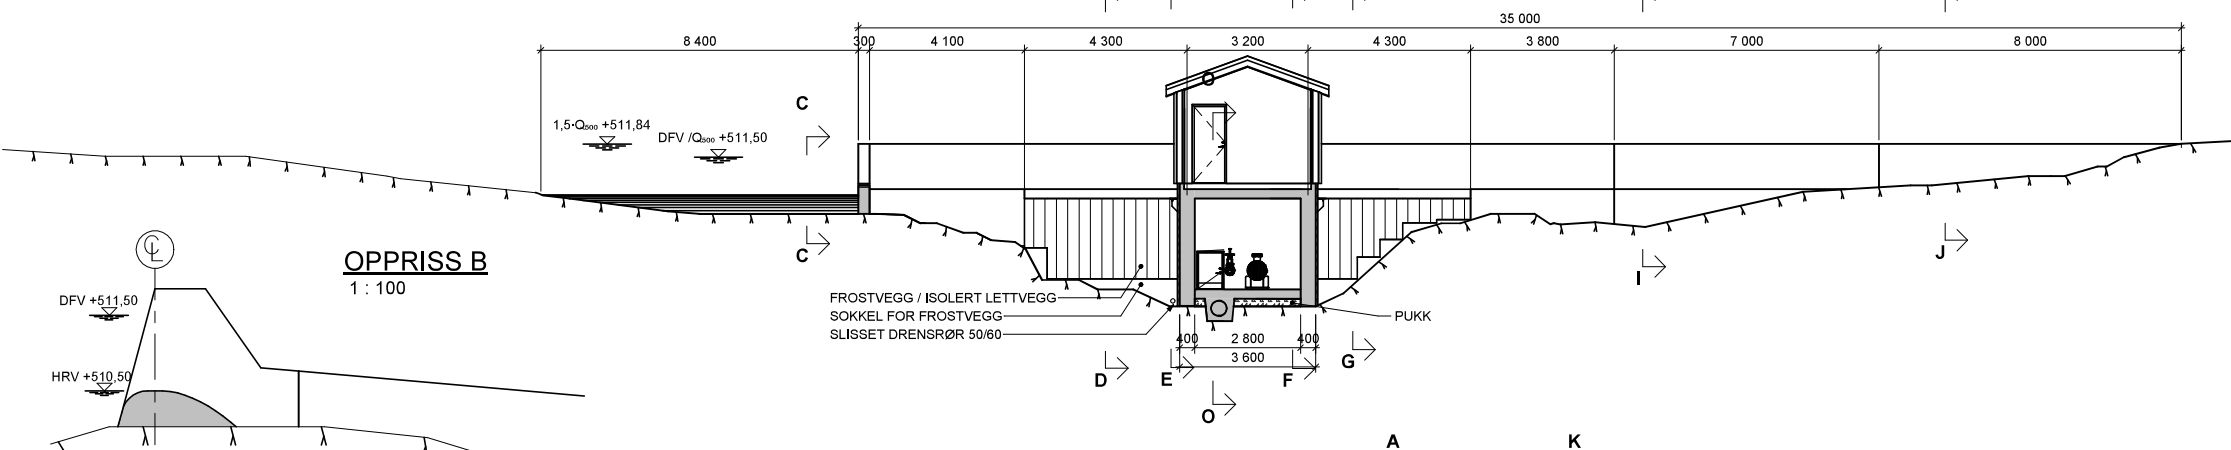 35 000
8 400
300
4 100
4 300
3 200
4 300
3 800
7 000
8 000
O
C
1,5·Q₅₀₀ +511,84
DFV /Q₅₀₀ +511,50
C
J
I
OPPRISS B
1 : 100
DFV +511,50
HRV +510,50
FROSTVEGG / ISOLERT LETTVEGG
SOKKEL FOR FROSTVEGG
SLISSET DRENSRØR 50/60
PUKK
400
2 800
400
3 600
G
D
E
F
O
A
K